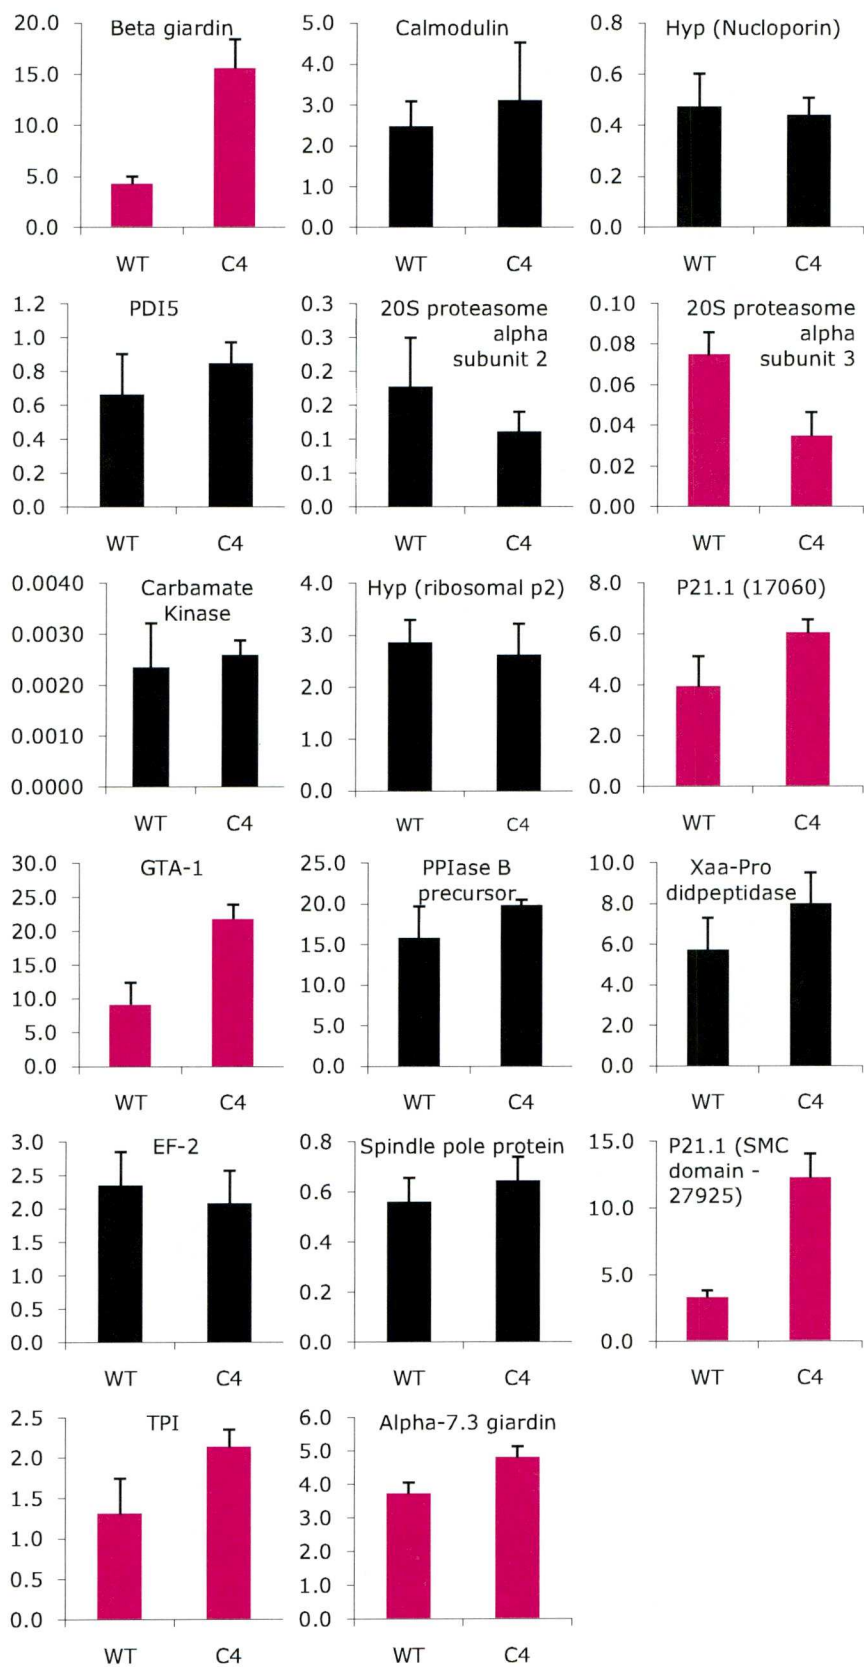 Beta giardin
20.0
15.0
10.0
5.0
0.0
WT C4
Calmodulin
5.0
4.0
3.0
2.0
1.0
0.0
WT C4
Hyp (Nucloporin)
0.8
0.6
0.4
0.2
0.0
WT C4
PDI5
1.2
1.0
0.8
0.6
0.4
0.2
0.0
WT C4
20S proteasome
alpha
subunit 2
0.3
0.3
0.2
0.2
0.1
0.1
0.0
WT C4
20S proteasome
alpha
subunit 3
0.10
0.08
0.06
0.04
0.02
0.00
WT C4
Carbamate
Kinase
0.0040
0.0030
0.0020
0.0010
0.0000
WT C4
Hyp (ribosomal p2)
4.0
3.0
2.0
1.0
0.0
WT C4
P21.1 (17060)
8.0
6.0
4.0
2.0
0.0
WT C4
GTA-1
30.0
25.0
20.0
15.0
10.0
5.0
0.0
WT C4
PPIase B
precursor
25.0
20.0
15.0
10.0
5.0
0.0
WT C4
Xaa-Pro
didpeptidase
10.0
8.0
6.0
4.0
2.0
0.0
WT C4
EF-2
3.0
2.5
2.0
1.5
1.0
0.5
0.0
WT C4
Spindle pole protein
0.8
0.6
0.4
0.2
0.0
WT C4
P21.1 (SMC
domain -
27925)
15.0
10.0
5.0
0.0
WT C4
TPI
2.5
2.0
1.5
1.0
0.5
0.0
WT C4
Alpha-7.3 giardin
6.0
5.0
4.0
3.0
2.0
1.0
0.0
WT C4